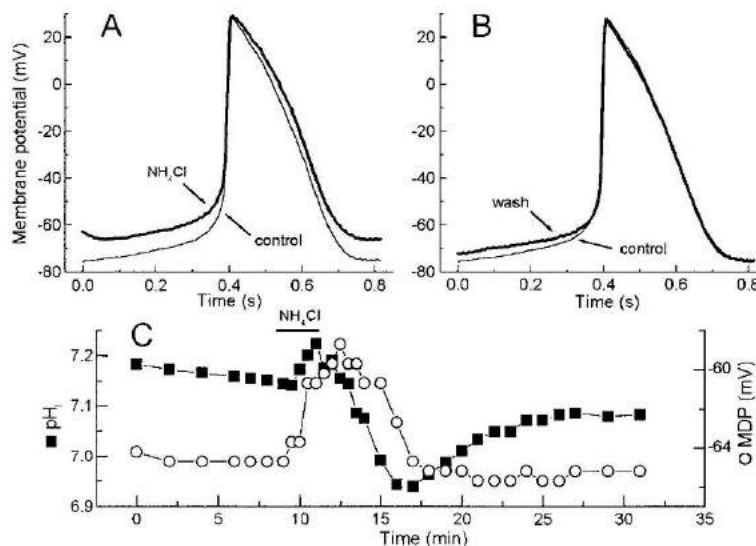 A
B
20
0
-20
-40
-60
-80
Membrane potential (mV)
NH₄Cl
control
0.0 0.2 0.4 0.6 0.8
Time (s)
20
0
-20
-40
-60
-80
wash
control
0.0 0.2 0.4 0.6 0.8
Time (s)
C
NH₄Cl
7.2
7.1
7.0
6.9
■ pHᵢ
-60
-64
o MDP (mV)
0 5 10 15 20 25 30 35
Time (min)